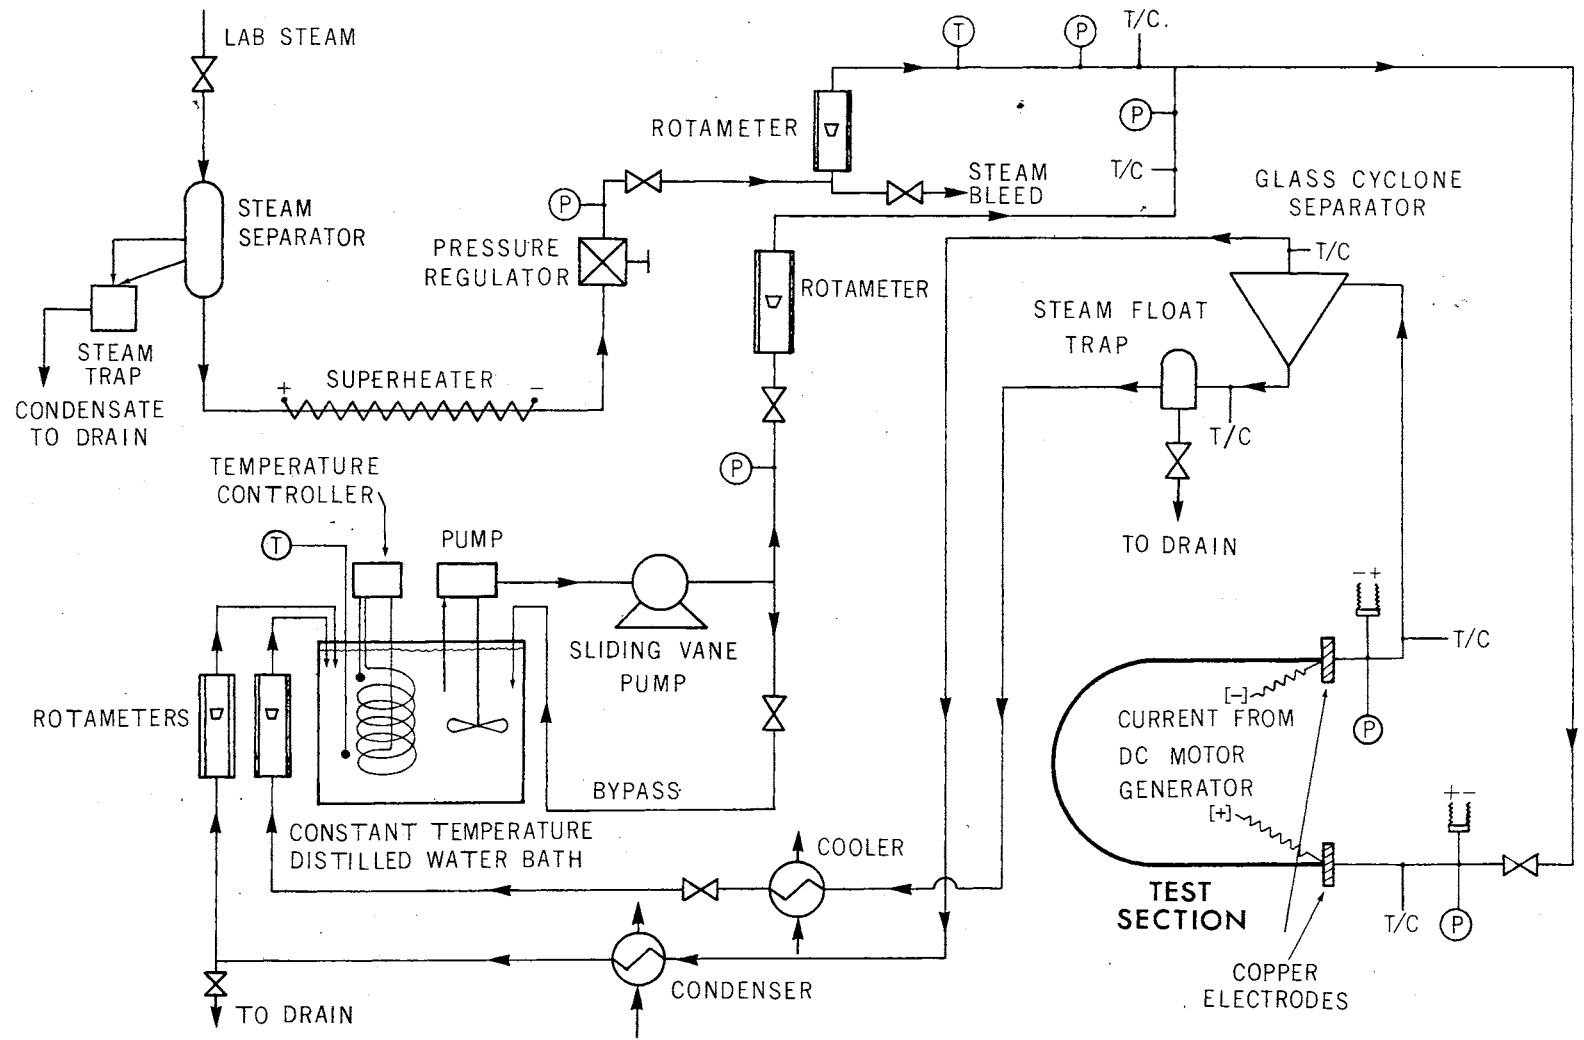 LAB STEAM
T
P
T/C.
ROTAMETER
P
STEAM
BLEED
T/C
GLASS CYCLONE
SEPARATOR
STEAM
SEPARATOR
P
PRESSURE
REGULATOR
T/C
ROTAMETER
STEAM FLOAT
TRAP
STEAM
TRAP
+ SUPERHEATER -
CONDENSATE
TO DRAIN
T/C
TEMPERATURE
CONTROLLER
P
T
PUMP
TO DRAIN
- +
SLIDING VANE
PUMP
T/C
[-]
ROTAMETERS
CURRENT FROM
DC MOTOR
GENERATOR
P
[+]
+ -
BYPASS
CONSTANT TEMPERATURE
DISTILLED WATER BATH
COOLER
TEST
SECTION
T/C
P
COPPER
ELECTRODES
CONDENSER
TO DRAIN